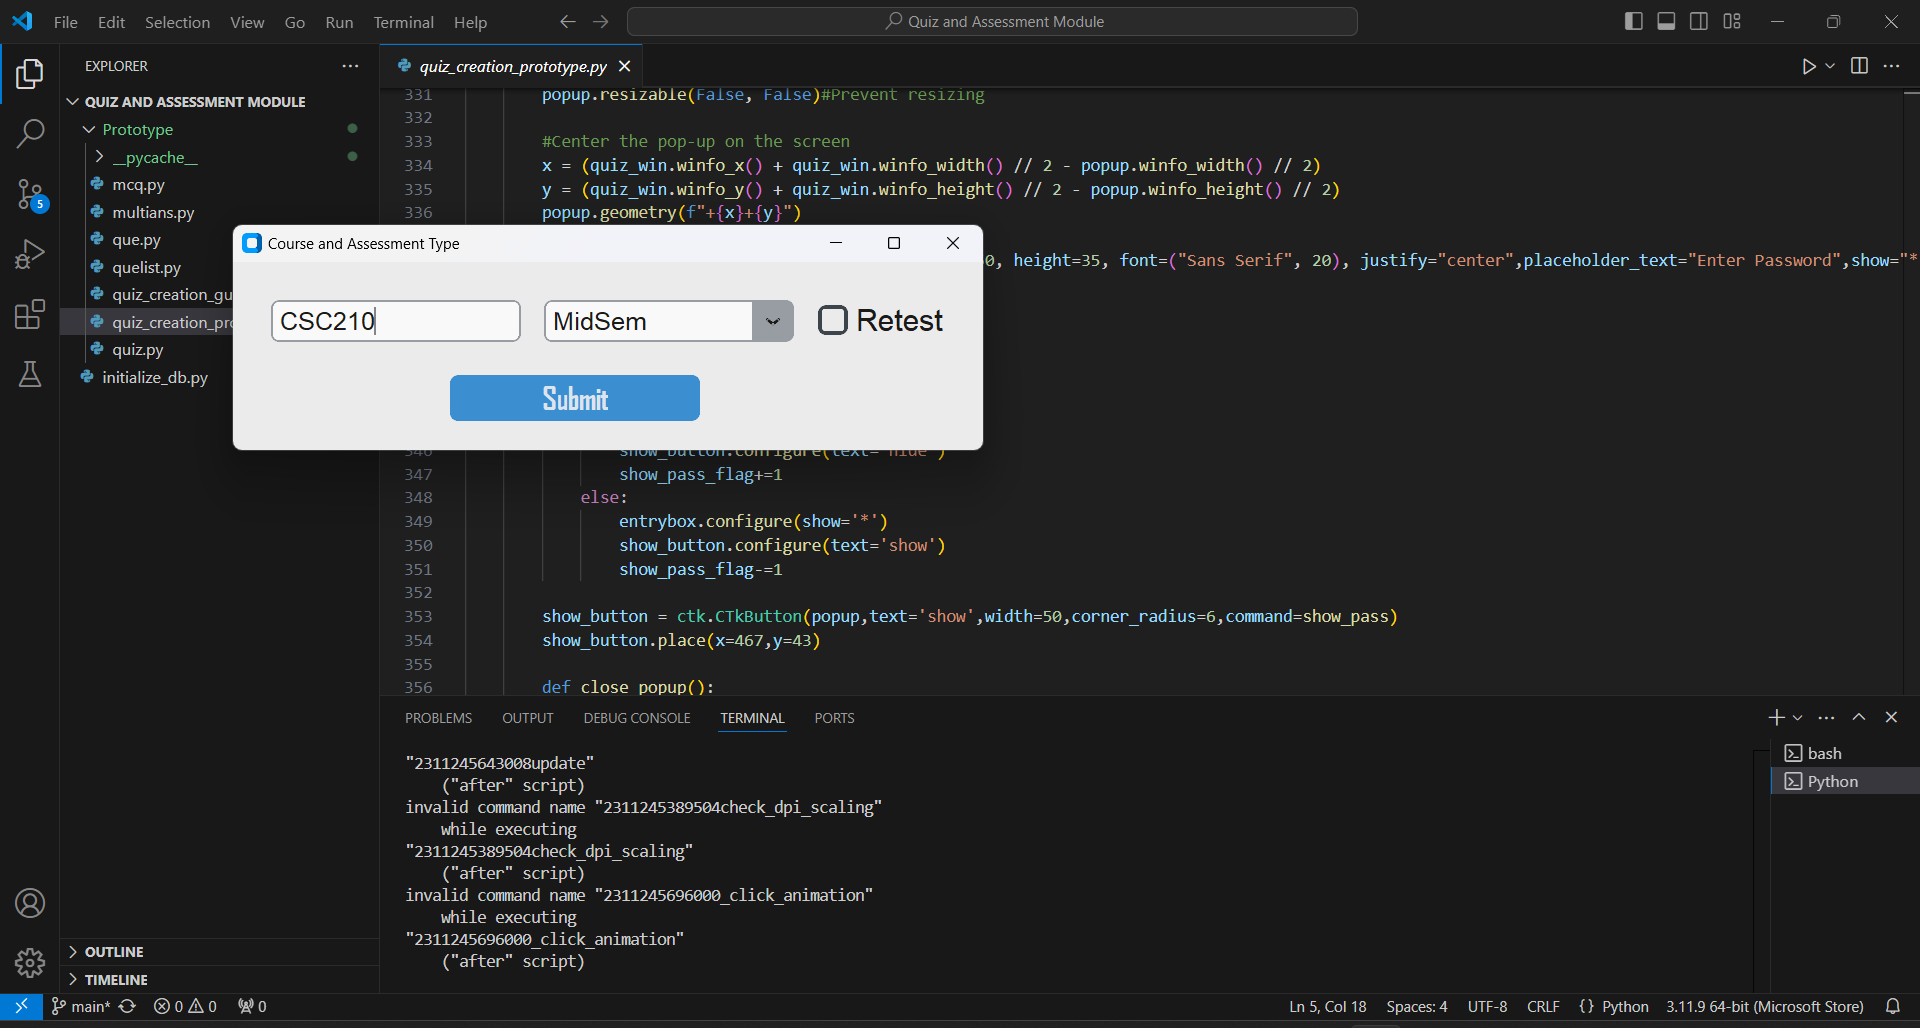 File Edit Selection View Go Run Terminal Help
Quiz and Assessment Module
EXPLORER
QUIZ AND ASSESSMENT MODULE
Prototype
__pycache__
mcq.py
multians.py
que.py
quelist.py
quiz_creation_gu
quiz_creation_pro
quiz.py
initialize_db.py
5
OUTLINE
TIMELINE
quiz_creation_prototype.py
331 popup.resizable(False, False)#Prevent resizing
332
333 #Center the pop-up on the screen
334 x = (quiz_win.winfo_x() + quiz_win.winfo_width() // 2 - popup.winfo_width() // 2)
335 y = (quiz_win.winfo_y() + quiz_win.winfo_height() // 2 - popup.winfo_height() // 2)
336 popup.geometry(f"+{x}+{y}")
0, height=35, font=("Sans Serif", 20), justify="center",placeholder_text="Enter Password",show="*
Course and Assessment Type
CSC210 MidSem Retest
Submit
346 show_button.configure(text='hide')
347 show_pass_flag+=1
348 else:
349 entrybox.configure(show='*')
350 show_button.configure(text='show')
351 show_pass_flag-=1
352
353 show_button = ctk.CTkButton(popup,text='show',width=50,corner_radius=6,command=show_pass)
354 show_button.place(x=467,y=43)
355
356 def close_popup():
PROBLEMS OUTPUT DEBUG CONSOLE TERMINAL PORTS
"2311245643008update"
("after" script)
invalid command name "2311245389504check_dpi_scaling"
while executing
"2311245389504check_dpi_scaling"
("after" script)
invalid command name "2311245696000_click_animation"
while executing
"2311245696000_click_animation"
("after" script)
bash
Python
main* 0 0 0
Ln 5, Col 18 Spaces: 4 UTF-8 CRLF {} Python 3.11.9 64-bit (Microsoft Store)